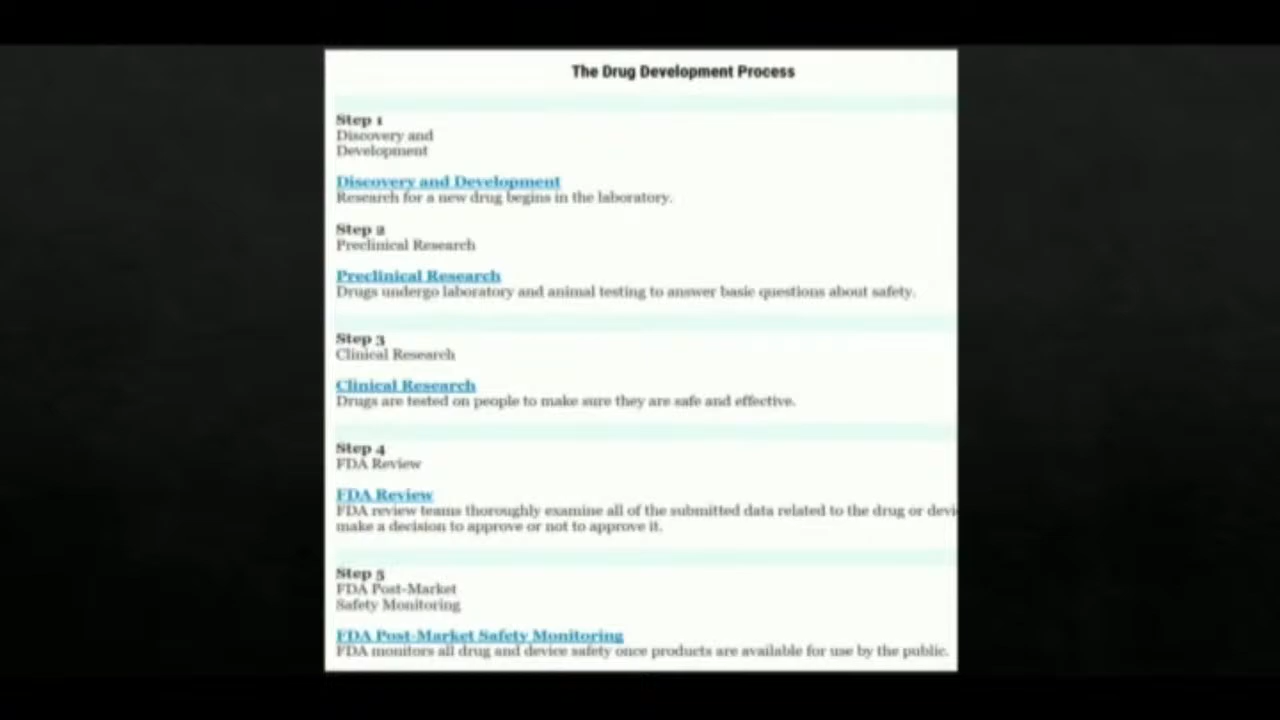 The Drug Development Process
Step 1
Discovery and
Development
Discovery and Development
Research for a new drug begins in the laboratory.
Step 2
Preclinical Research
Preclinical Research
Drugs undergo laboratory and animal testing to answer basic questions about safety.
Step 3
Clinical Research
Clinical Research
Drugs are tested on people to make sure they are safe and effective.
Step 4
FDA Review
FDA Review
FDA review teams thoroughly examine all of the submitted data related to the drug or devi
make a decision to approve or not to approve it.
Step 5
FDA Post-Market
Safety Monitoring
FDA Post-Market Safety Monitoring
FDA monitors all drug and device safety once products are available for use by the public.